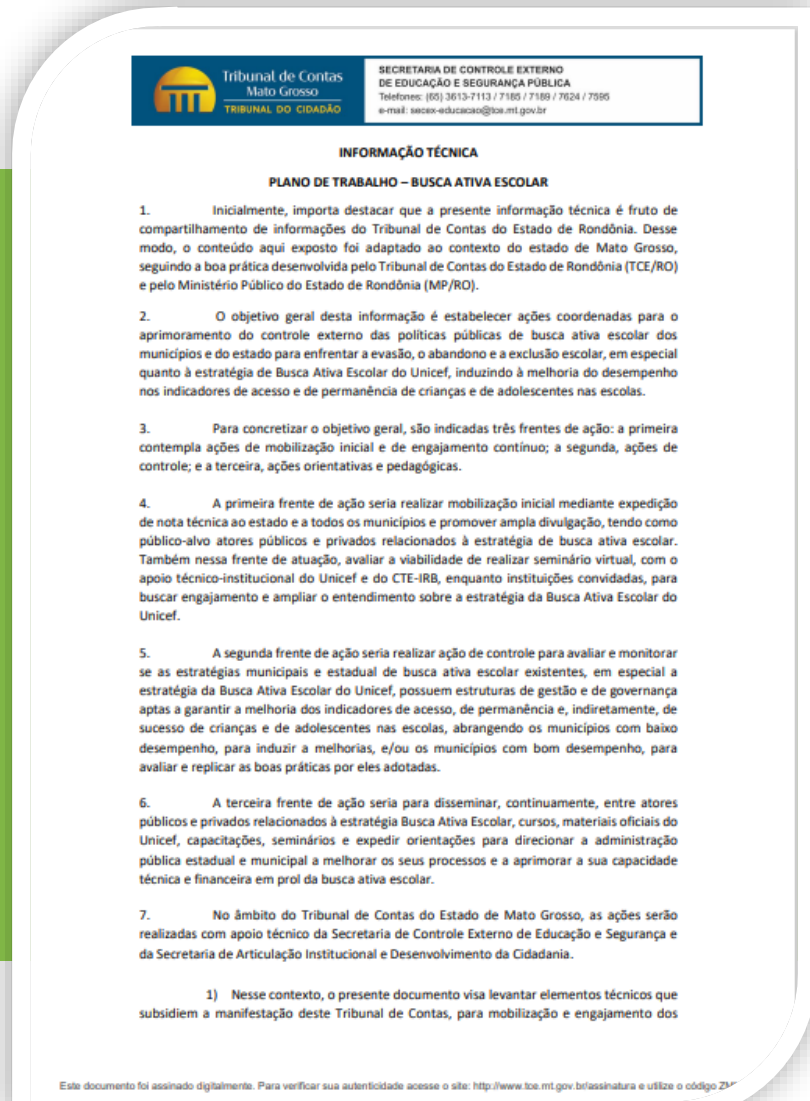 Tribunal de Contas
Mato Grosso
TRIBUNAL DO CIDADÃO
SECRETARIA DE CONTROLE EXTERNO
DE EDUCAÇÃO E SEGURANÇA PÚBLICA
Telefones: (65) 3613-7113 / 7185 / 7189 / 7624 / 7595
e-mail: secex-educacao@tce.mt.gov.br
INFORMAÇÃO TÉCNICA
PLANO DE TRABALHO – BUSCA ATIVA ESCOLAR
1. Inicialmente, importa destacar que a presente informação técnica é fruto de
compartilhamento de informações do Tribunal de Contas do Estado de Rondônia. Desse
modo, o conteúdo aqui exposto foi adaptado ao contexto do estado de Mato Grosso,
seguindo a boa prática desenvolvida pelo Tribunal de Contas do Estado de Rondônia (TCE/RO)
e pelo Ministério Público do Estado de Rondônia (MP/RO).
2. O objetivo geral desta informação é estabelecer ações coordenadas para o
aprimoramento do controle externo das políticas públicas de busca ativa escolar dos
municípios e do estado para enfrentar a evasão, o abandono e a exclusão escolar, em especial
quanto à estratégia de Busca Ativa Escolar do Unicef, induzindo à melhoria do desempenho
nos indicadores de acesso e de permanência de crianças e de adolescentes nas escolas.
3. Para concretizar o objetivo geral, são indicadas três frentes de ação: a primeira
contempla ações de mobilização inicial e de engajamento contínuo; a segunda, ações de
controle; e a terceira, ações orientativas e pedagógicas.
4. A primeira frente de ação seria realizar mobilização inicial mediante expedição
de nota técnica ao estado e a todos os municípios e promover ampla divulgação, tendo como
público-alvo atores públicos e privados relacionados à estratégia de busca ativa escolar.
Também nessa frente de atuação, avaliar a viabilidade de realizar seminário virtual, com o
apoio técnico-institucional do Unicef e do CTE-IRB, enquanto instituições convidadas, para
buscar engajamento e ampliar o entendimento sobre a estratégia da Busca Ativa Escolar do
Unicef.
5. A segunda frente de ação seria realizar ação de controle para avaliar e monitorar
se as estratégias municipais e estadual de busca ativa escolar existentes, em especial a
estratégia da Busca Ativa Escolar do Unicef, possuem estruturas de gestão e de governança
aptas a garantir a melhoria dos indicadores de acesso, de permanência e, indiretamente, de
sucesso de crianças e de adolescentes nas escolas, abrangendo os municípios com baixo
desempenho, para induzir a melhorias, e/ou os municípios com bom desempenho, para
avaliar e replicar as boas práticas por eles adotadas.
6. A terceira frente de ação seria para disseminar, continuamente, entre atores
públicos e privados relacionados à estratégia Busca Ativa Escolar, cursos, materiais oficiais do
Unicef, capacitações, seminários e expedir orientações para direcionar a administração
pública estadual e municipal a melhorar os seus processos e a aprimorar a sua capacidade
técnica e financeira em prol da busca ativa escolar.
7. No âmbito do Tribunal de Contas do Estado de Mato Grosso, as ações serão
realizadas com apoio técnico da Secretaria de Controle Externo de Educação e Segurança e
da Secretaria de Articulação Institucional e Desenvolvimento da Cidadania.
1) Nesse contexto, o presente documento visa levantar elementos técnicos que
subsidiem a manifestação deste Tribunal de Contas, para mobilização e engajamento dos
Este documento foi assinado digitalmente. Para verificar sua autenticidade acesse o site: http://www.tce.mt.gov.br/assinatura e utilize o código